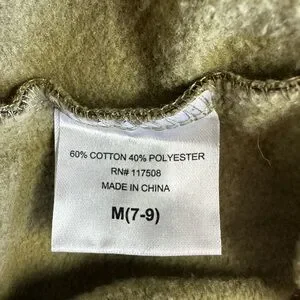 60% COTTON 40% POLYESTER
RN# 117508
MADE IN CHINA
M(7-9)